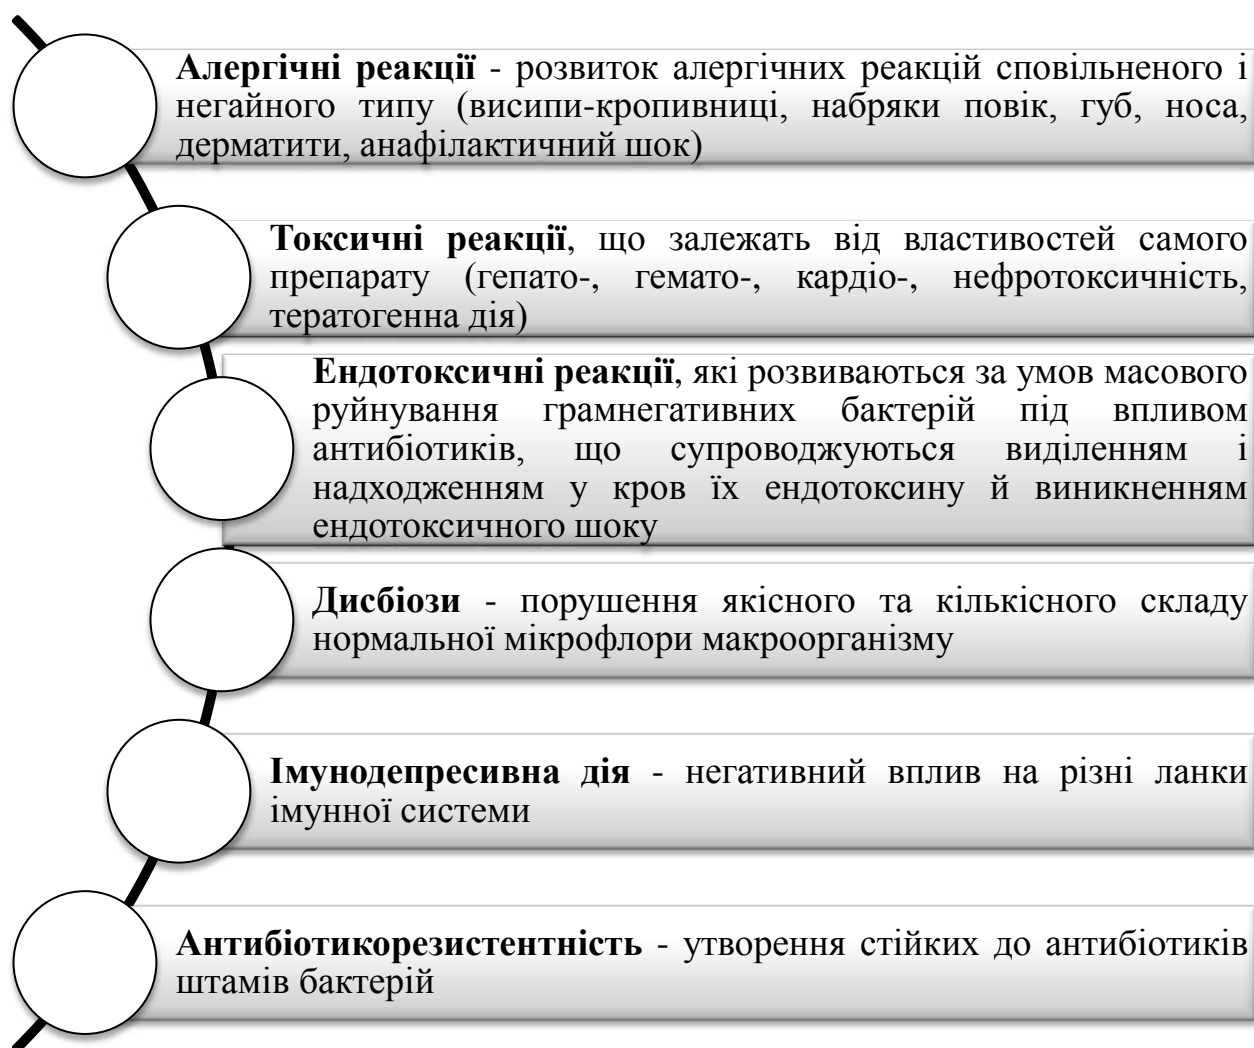 Алергічні реакції - розвиток алергічних реакцій сповільненого і
негайного типу (висипи-кропивниці, набряки повік, губ, носа,
дерматити, анафілактичний шок)
Токсичні реакції, що залежать від властивостей самого
препарату (гепато-, гемато-, кардіо-, нефротоксичність,
тератогенна дія)
Ендотоксичні реакції, які розвиваються за умов масового
руйнування грамнегативних бактерій під впливом
антибіотиків, що супроводжуються виділенням і
надходженням у кров їх ендотоксину й виникненням
ендотоксичного шоку
Дисбіози - порушення якісного та кількісного складу
нормальної мікрофлори макроорганізму
Імунодепресивна дія - негативний вплив на різні ланки
імунної системи
Антибіотикорезистентність - утворення стійких до антибіотиків
штамів бактерій